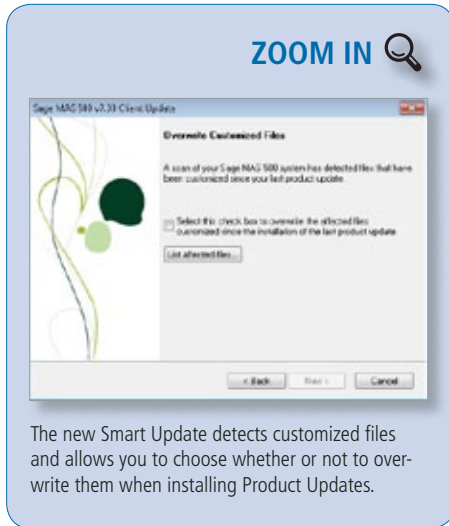 ZOOM IN
Sage MAS 500 v7.30 Client Update
Overwrite Customized Files
A scan of your Sage MAS 500 system has detected files that have
been customized since your last product update.
Select this check box to overwrite the affected files
customized since the installation of the last product update
List affected files...
< Back
Next >
Cancel
The new Smart Update detects customized files
and allows you to choose whether or not to over-
write them when installing Product Updates.